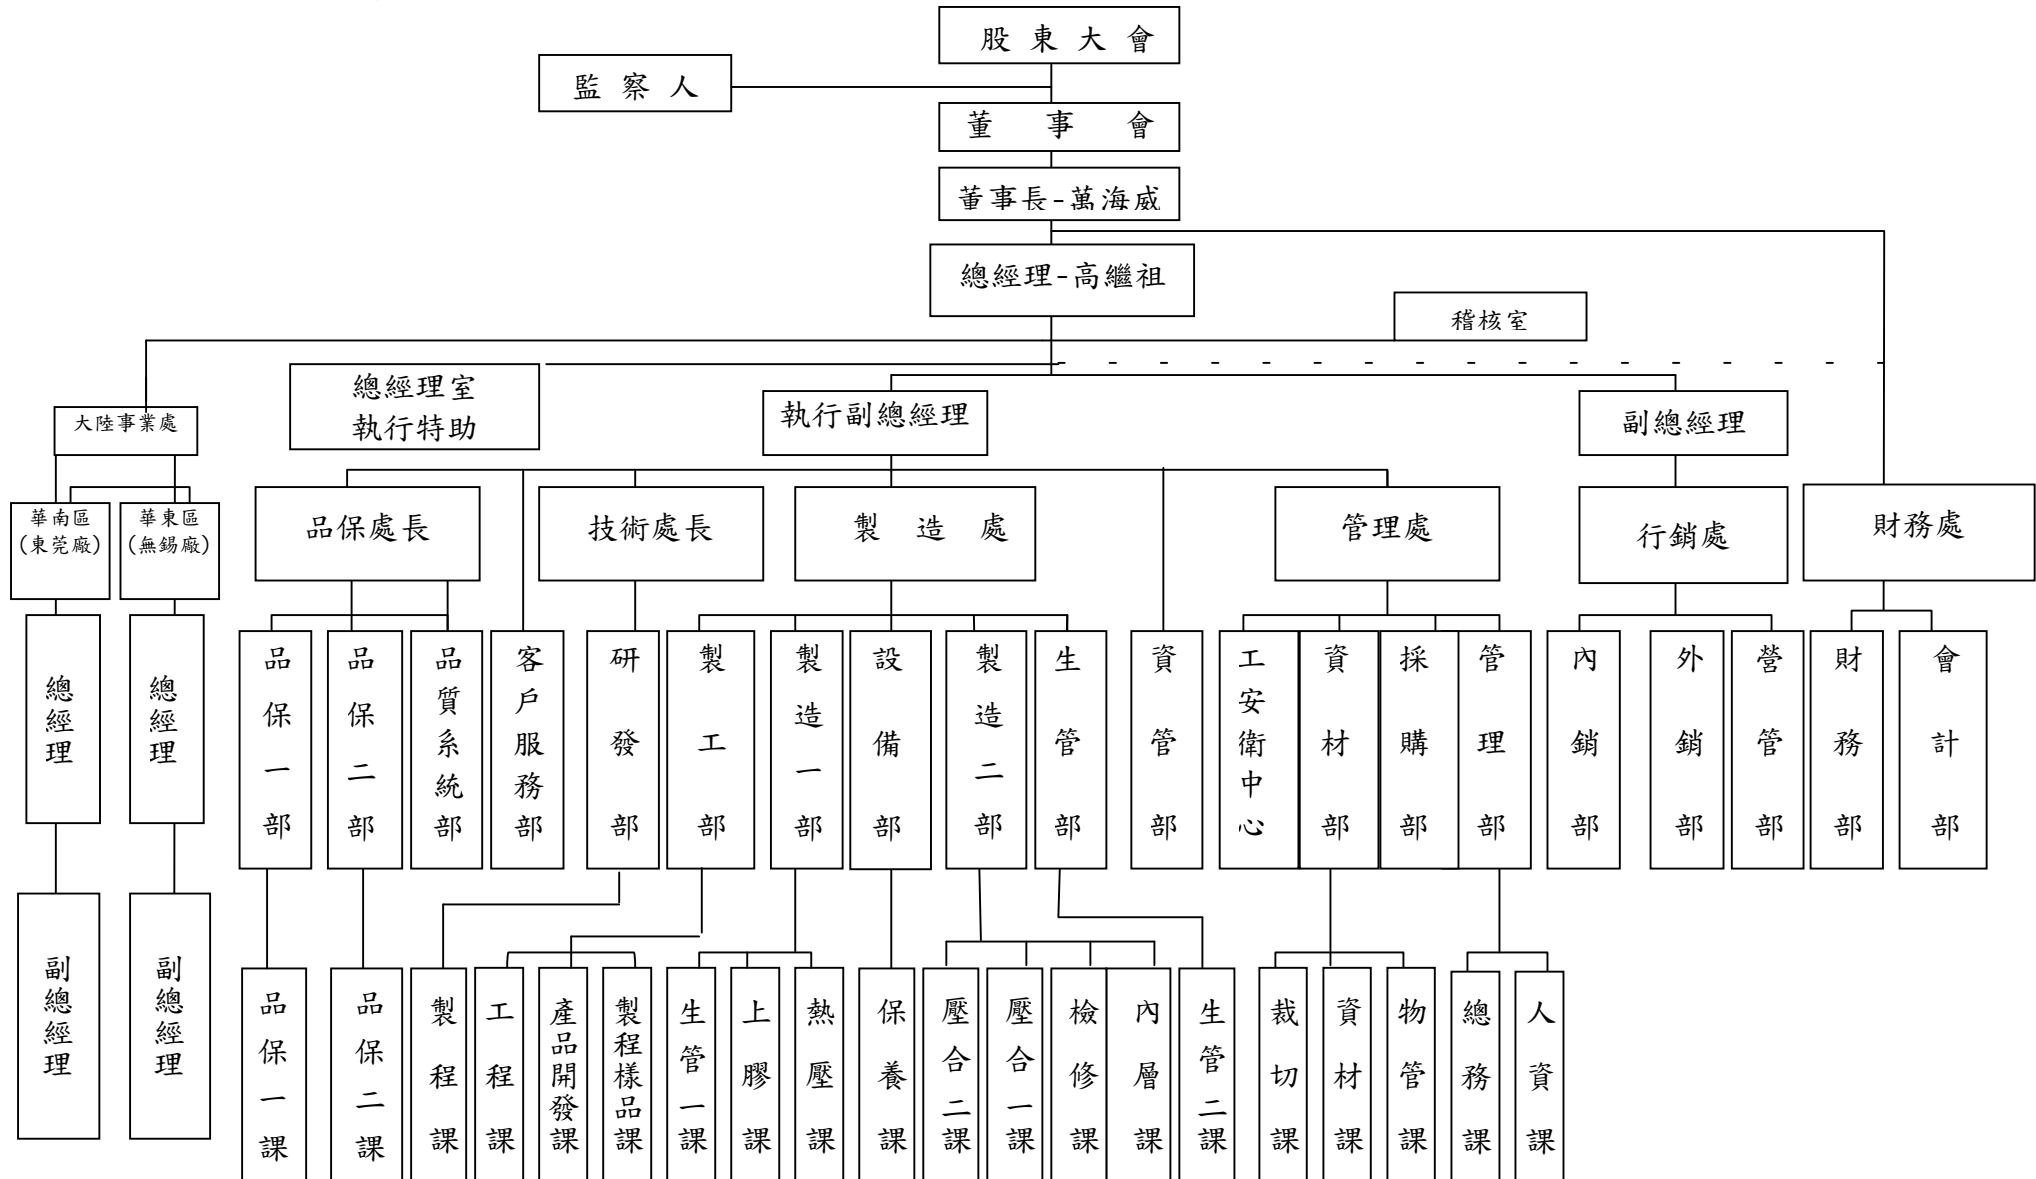 股東大會
監察人
董事會
董事長-萬海威
總經理-高繼祖
稽核室
總經理室
執行特助
執行副總經理
副總經理
大陸事業處
華南區
(東莞廠)
華東區
(無錫廠)
品保處長
技術處長
製造處
管理處
行銷處
財務處
總經理
總經理
品保一部
品保二部
品質系統部
客戶服務部
研發部
製工部
製造一部
設備部
製造二部
生管部
資管部
工安衛中心
資材部
採購部
管理部
內銷部
外銷部
營管部
財務部
會計部
副總經理
副總經理
品保一課
品保二課
製程課
工程課
產品開發課
製程樣品課
生管一課
上膠課
熱壓課
保養課
壓合二課
壓合一課
檢修課
內層課
生管二課
裁切課
資材課
物管課
總務課
人資課